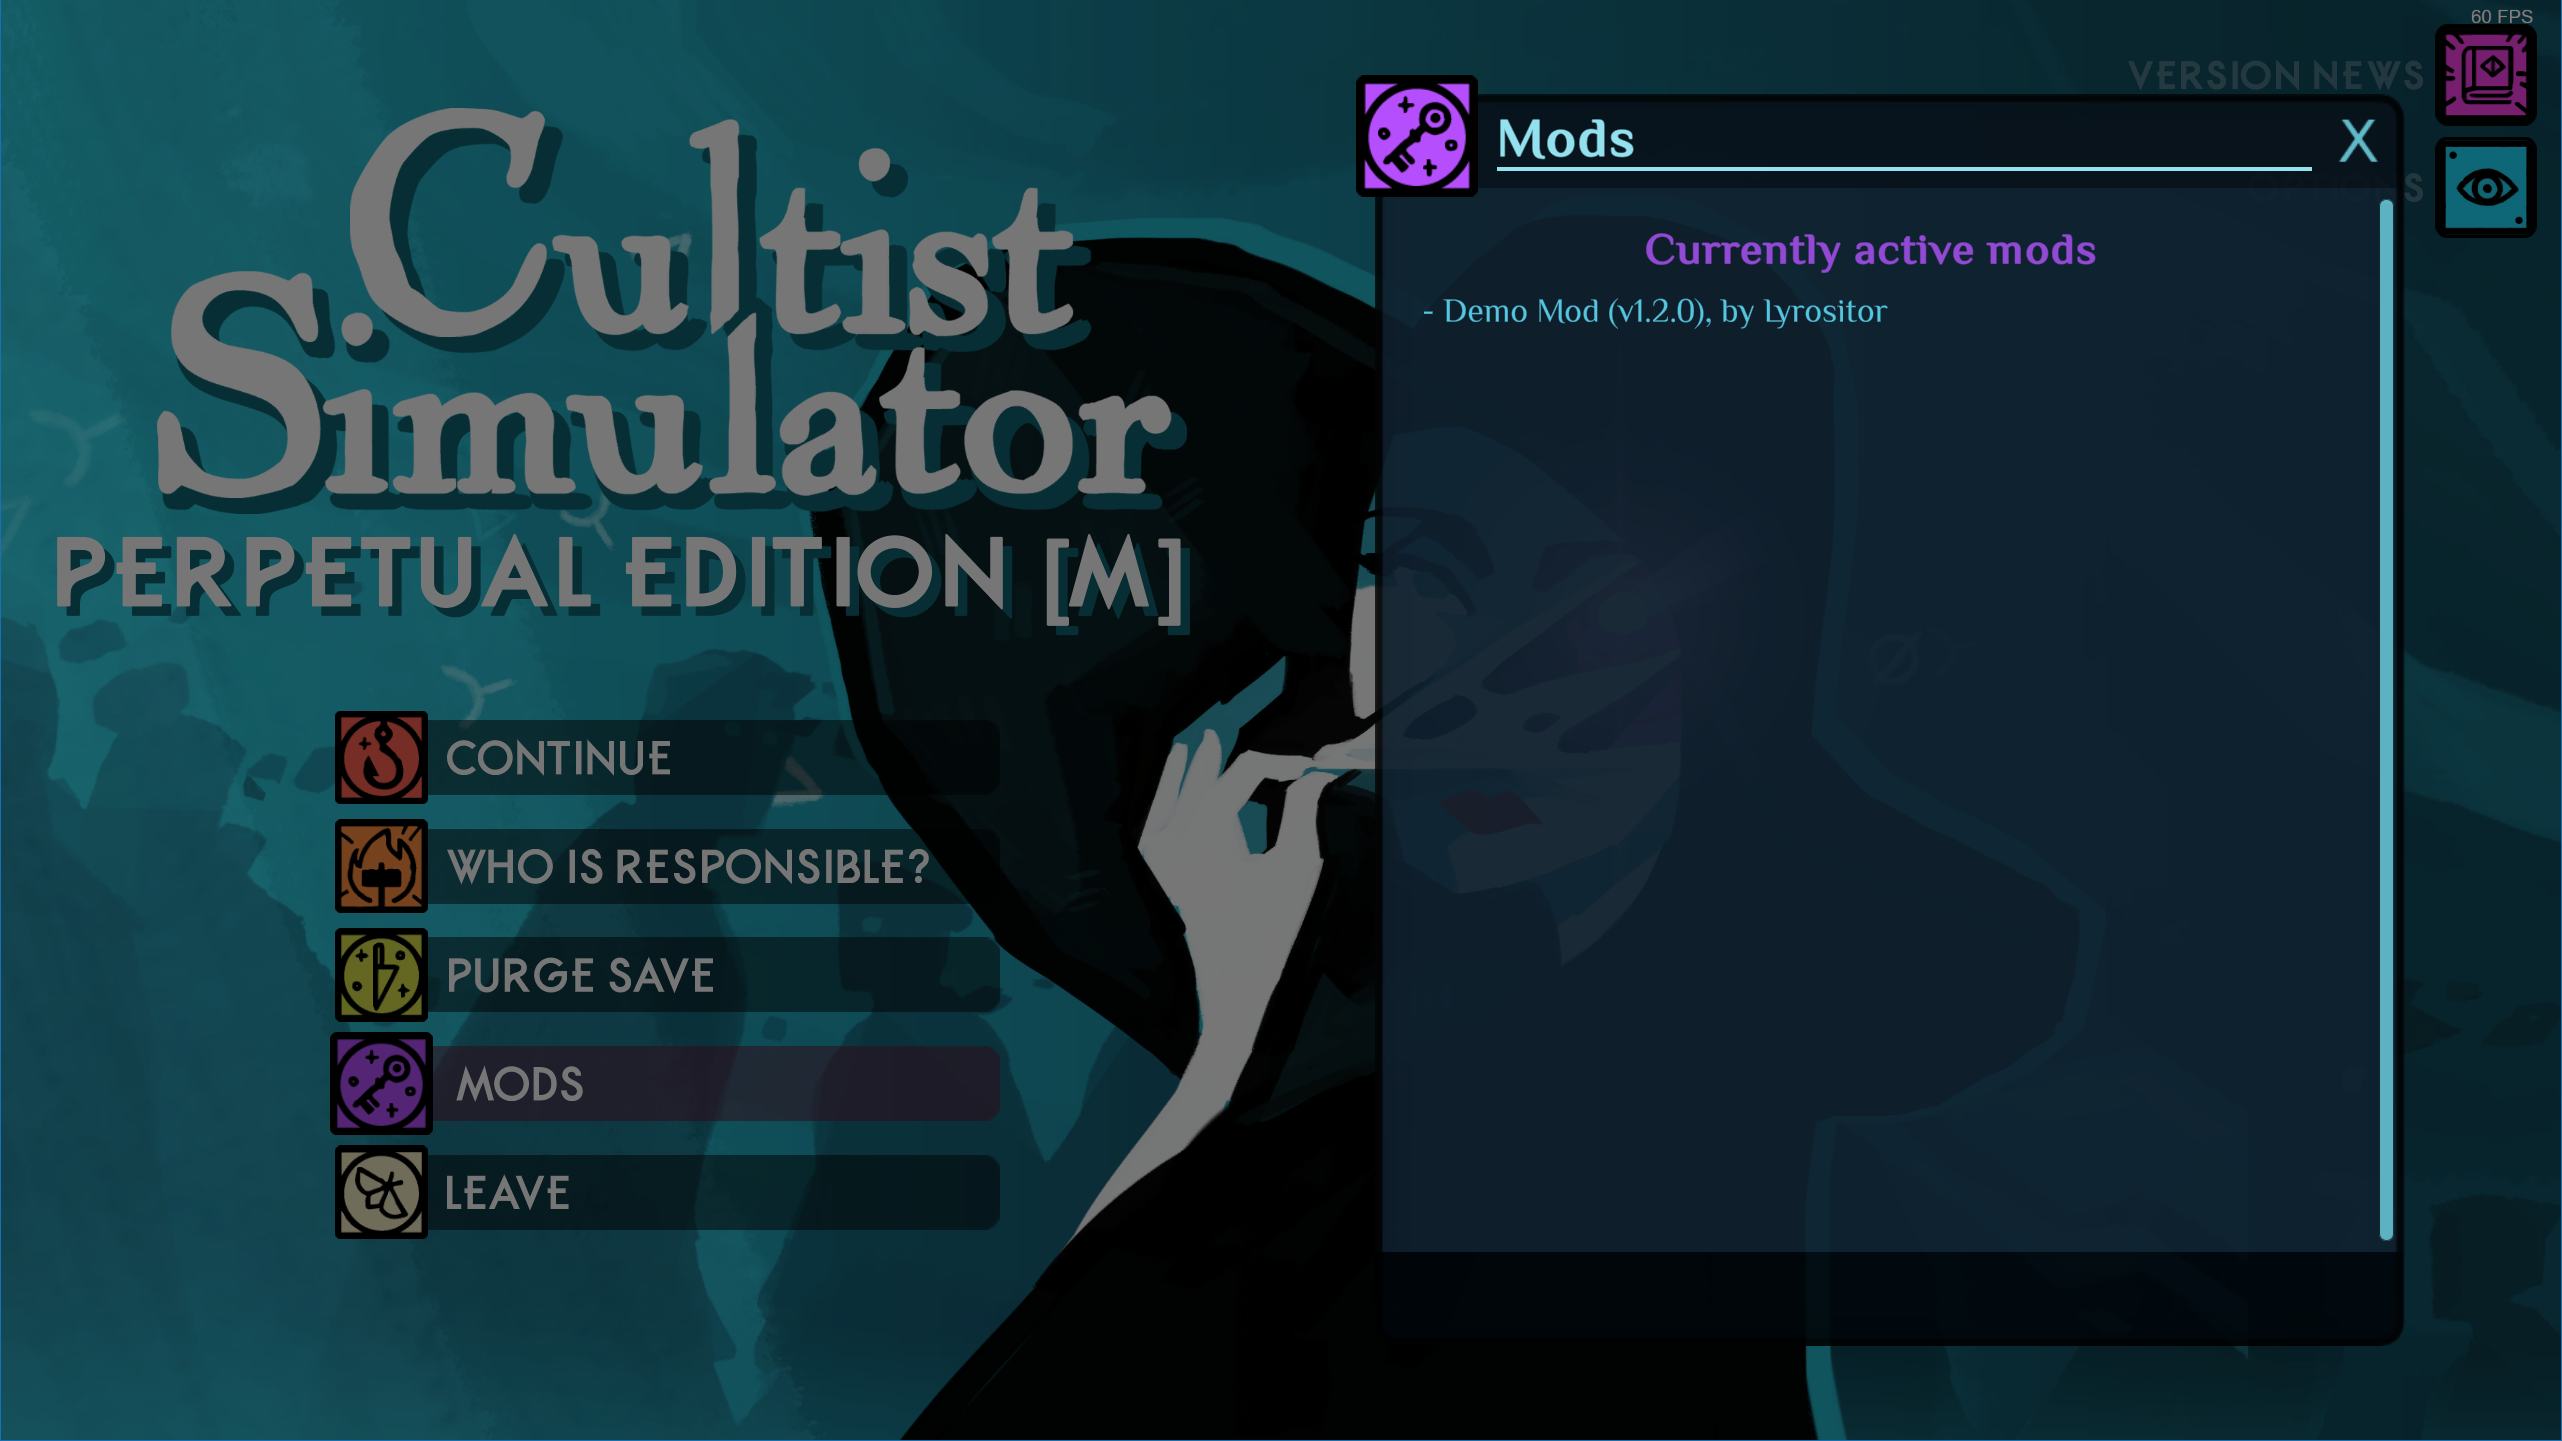 60 FPS
VERSION NEWS
Cultist
Simulator
PERPETUAL EDITION [M]
CONTINUE
WHO IS RESPONSIBLE?
PURGE SAVE
MODS
LEAVE
Mods
X
Currently active mods
- Demo Mod (v1.2.0), by Lyrositor